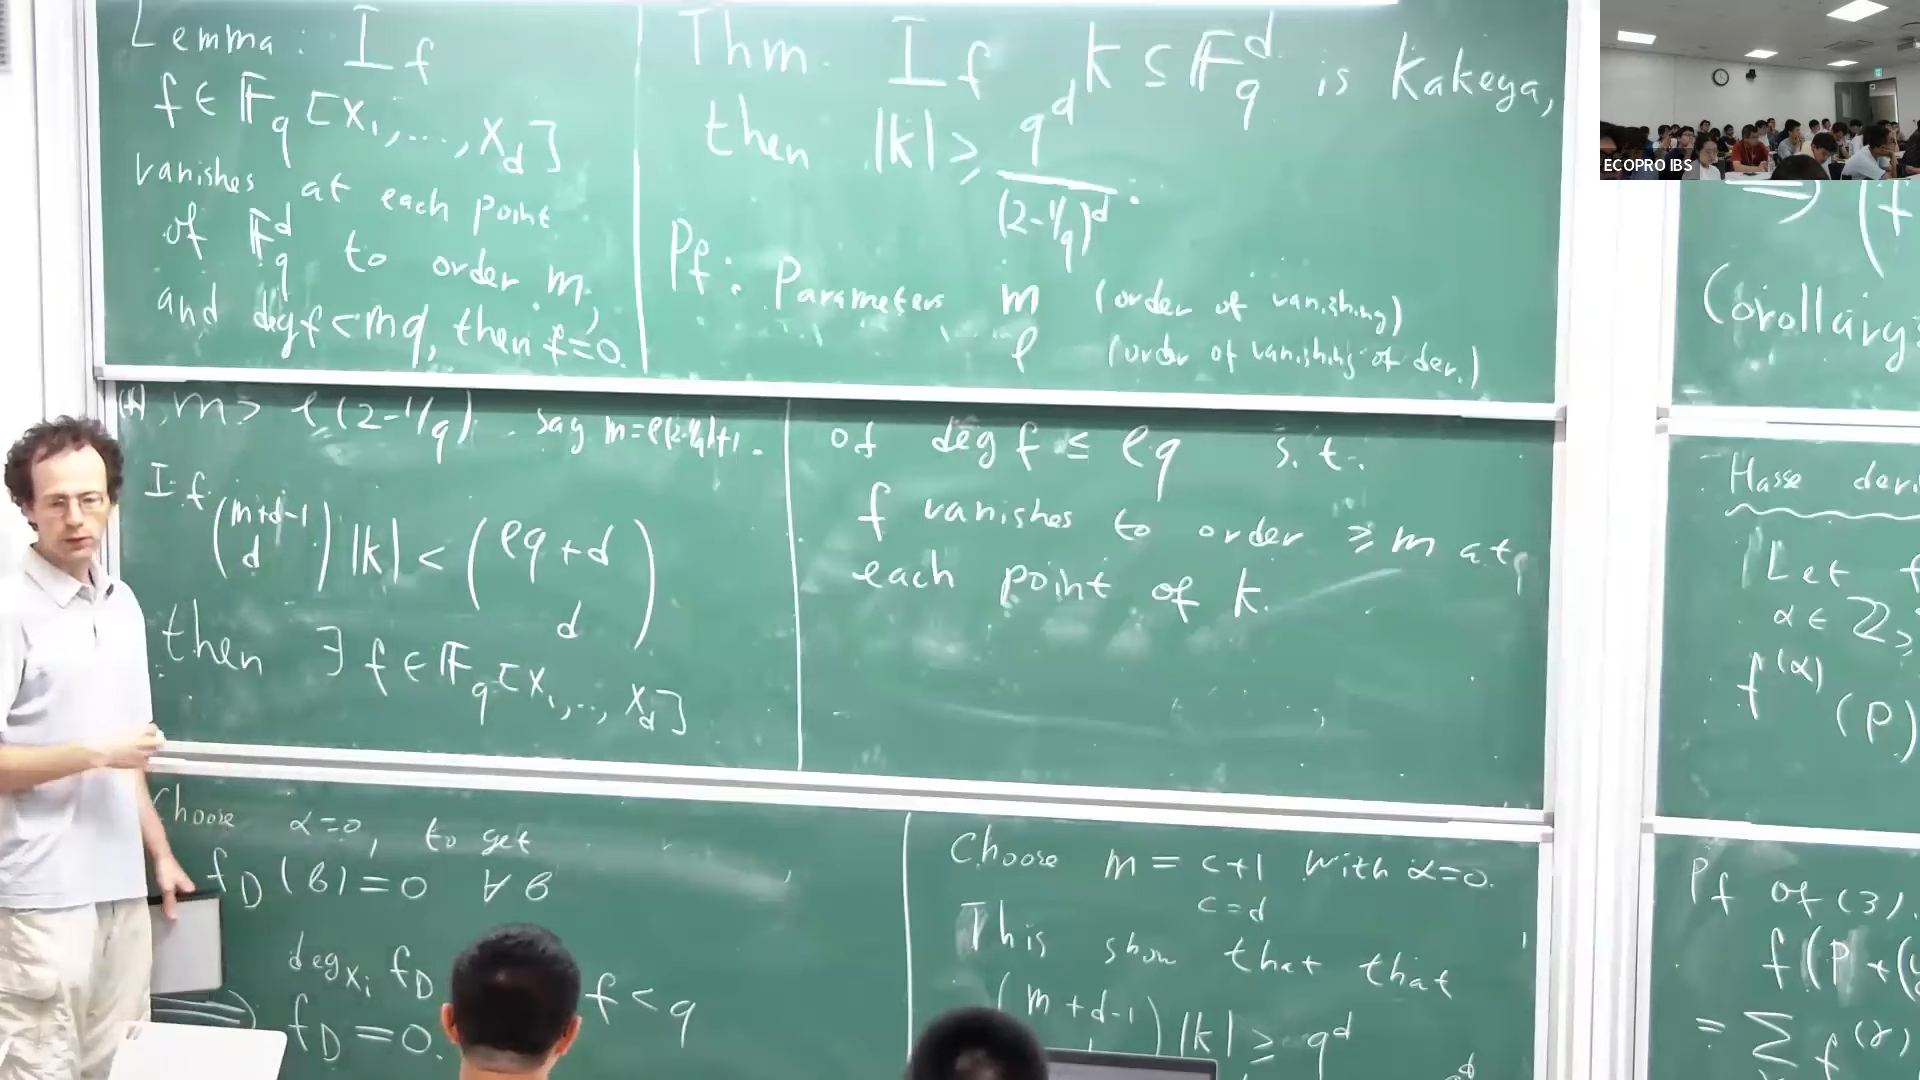 Lemma: If
f ∈ 𝔽_q [X_1, ..., X_d]
vanishes at each point
of 𝔽_q^d to order m,
and deg f < mq, then f=0.
Thm. If K ⊆ 𝔽_q^d is Kakeya,
then |K| ≥ q^d / (2-1/q)^d.
Pf: Parameters m (order of vanishing)
ℓ (order of vanishing of der.)
m > ℓ(2-1/q). say m=ℓ(2-1/q)+1.
If
(m+d-1 d) |K| < (ℓq+d d)
then ∃ f ∈ 𝔽_q [X_1, .., X_d]
of deg f ≤ ℓq s.t.
f vanishes to order ≥ m at
each point of K.
Choose α=0, to get
f_D (b) = 0 ∀ b
deg_{X_i} f_D
f < q
⟹ f_D = 0.
Choose m = c+1 with α=0.
c=d
This show that that
(m+d-1 |K| ≥ q^d
⟹ (f
Corollary:
Hasse
Let f
α ∈ ℤ_≥
f^(α) (P)
Pf of (3).
f(P+(
= Σ f^(γ)
ECOPRO IBS